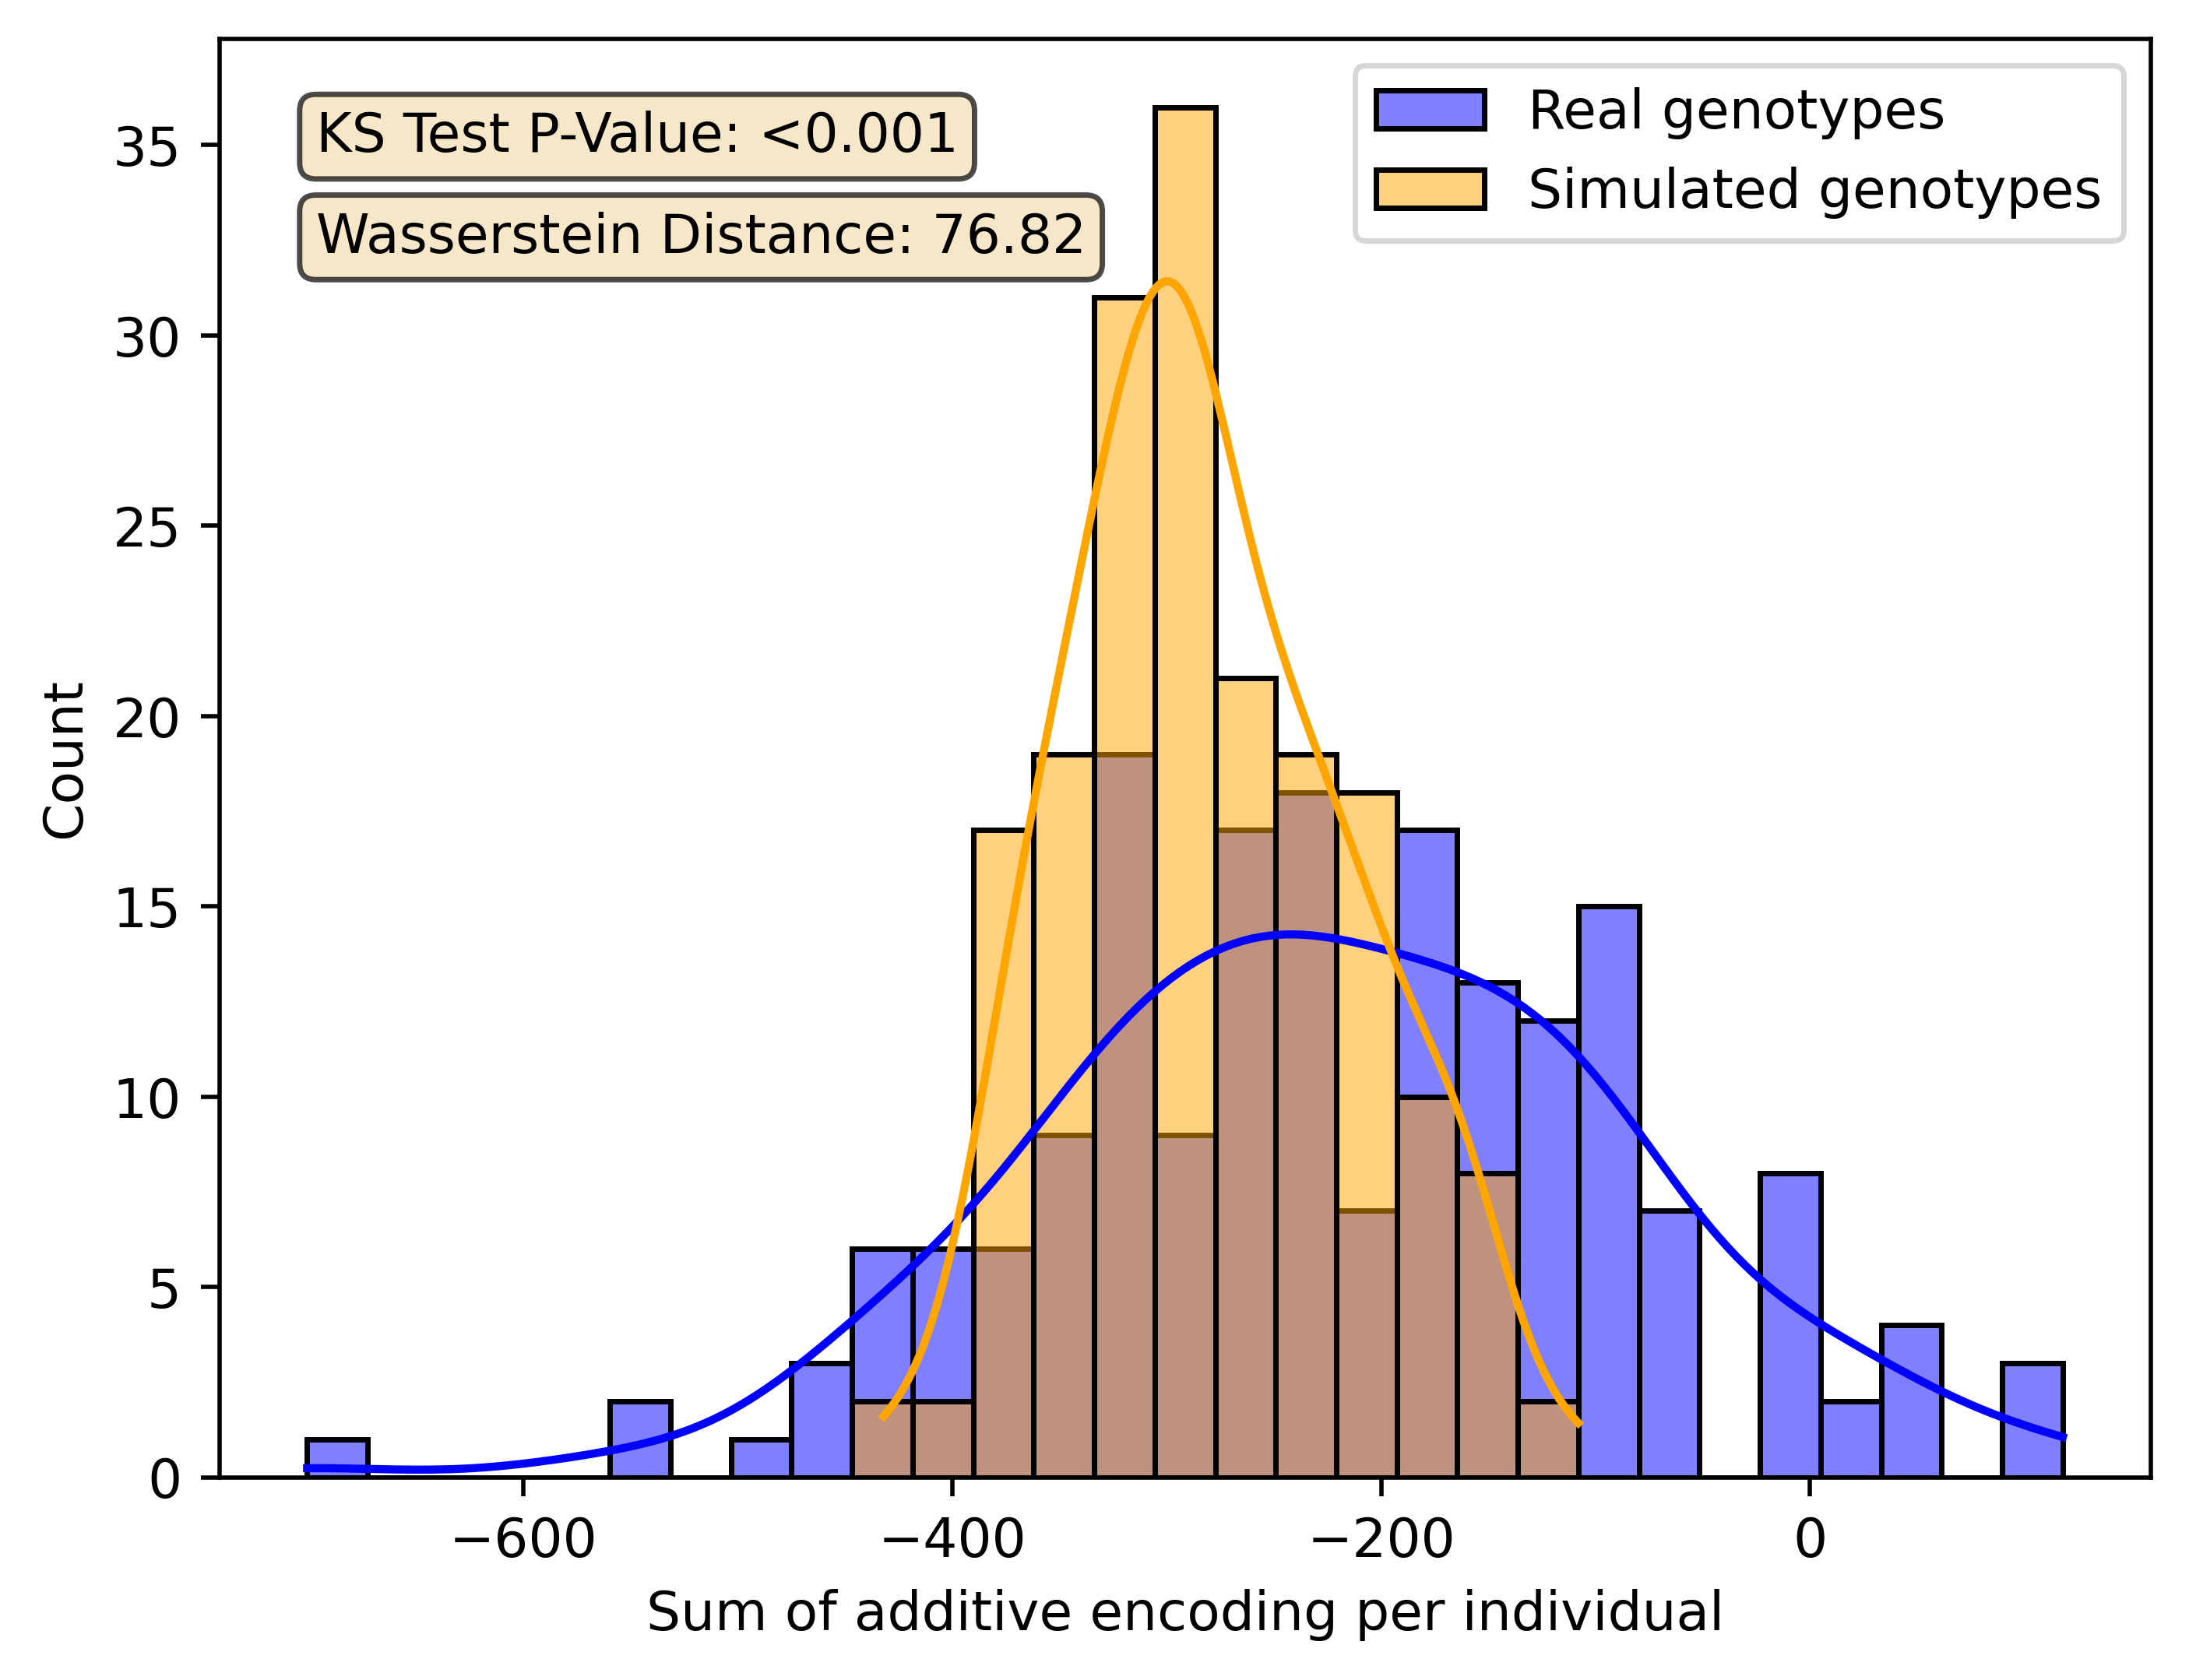 KS Test P-Value: <0.001
Wasserstein Distance: 76.82
Real genotypes
Simulated genotypes
35
30
25
20
15
10
5
0
Count
−600
−400
−200
0
Sum of additive encoding per individual